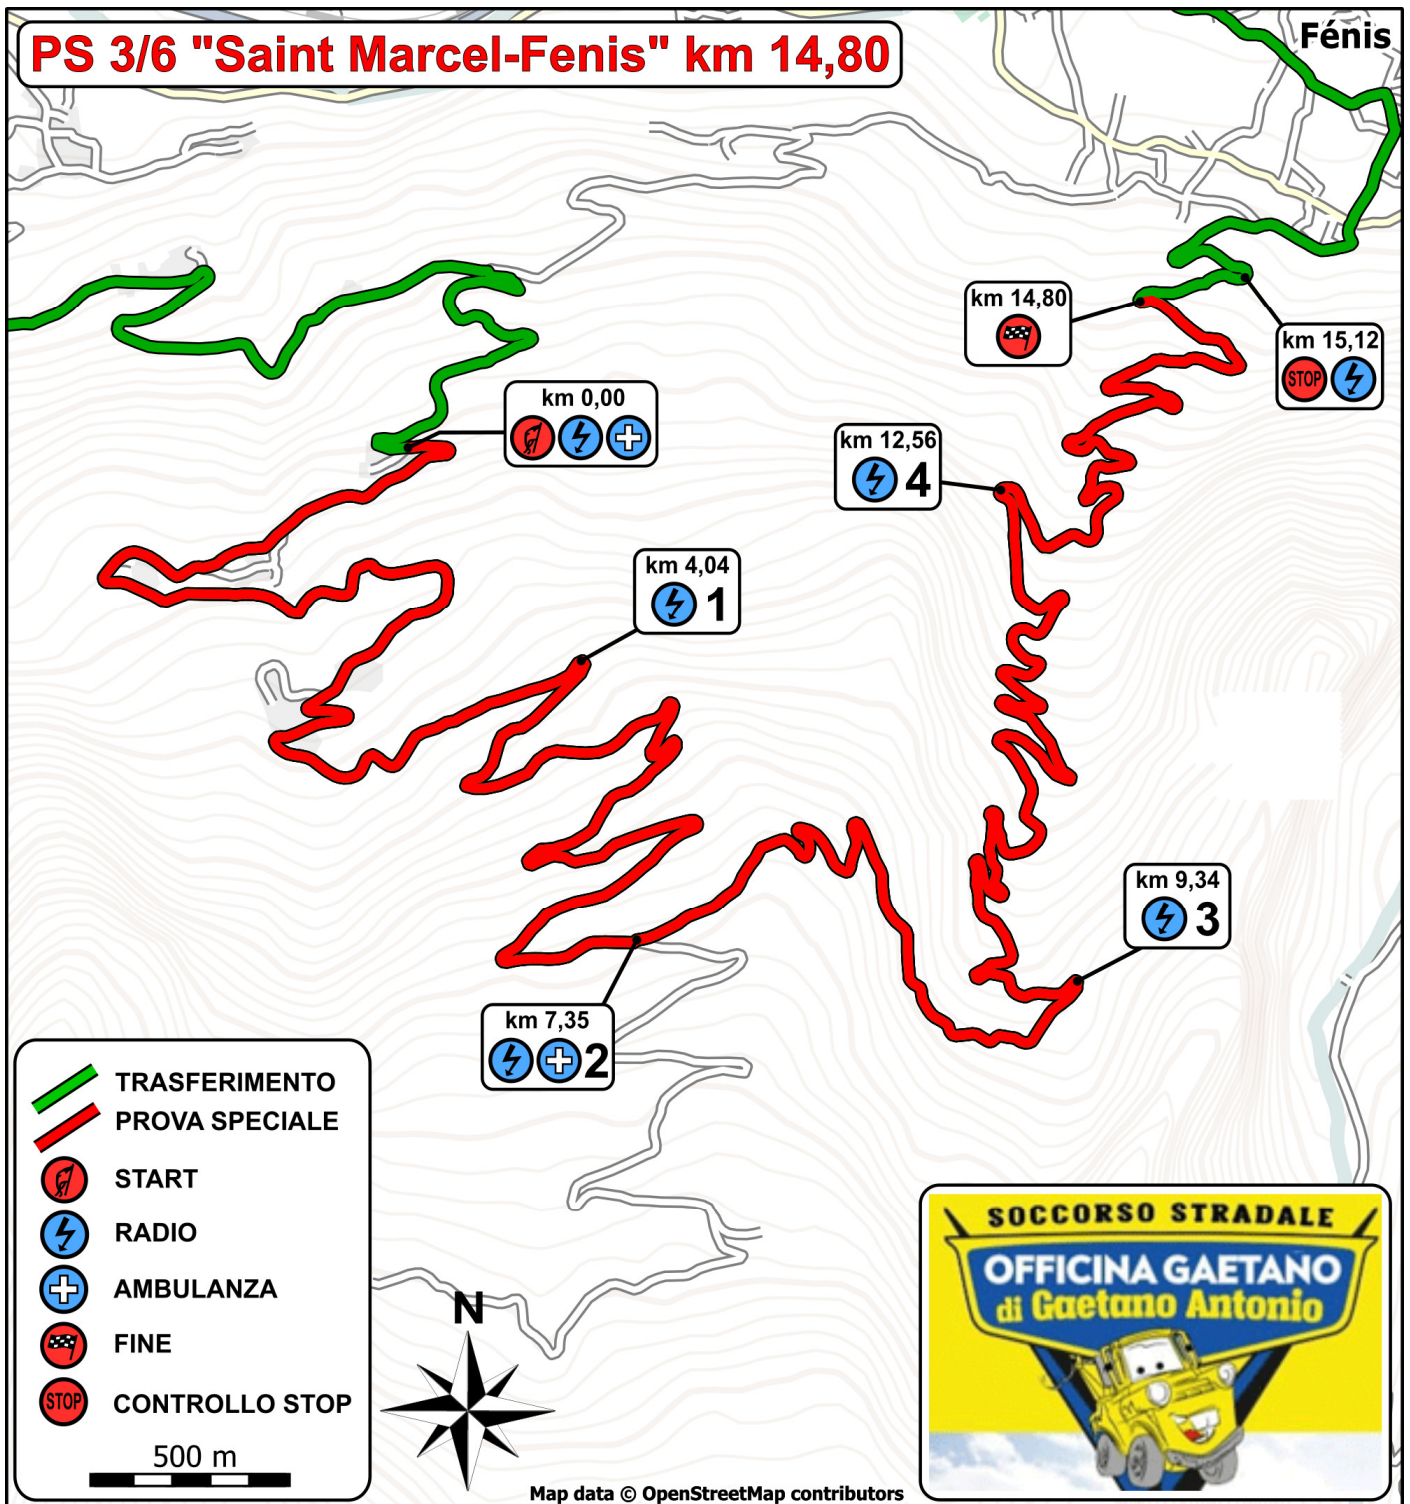 PS 3/6 "Saint Marcel-Fenis" km 14,80
Fénis
km 14,80
km 15,12
STOP
km 0,00
km 12,56
4
km 4,04
1
km 9,34
3
km 7,35
2
TRASFERIMENTO
PROVA SPECIALE
START
RADIO
AMBULANZA
FINE
STOP CONTROLLO STOP
500 m
N
SOCCORSO STRADALE
OFFICINA GAETANO
di Gaetano Antonio
Map data © OpenStreetMap contributors